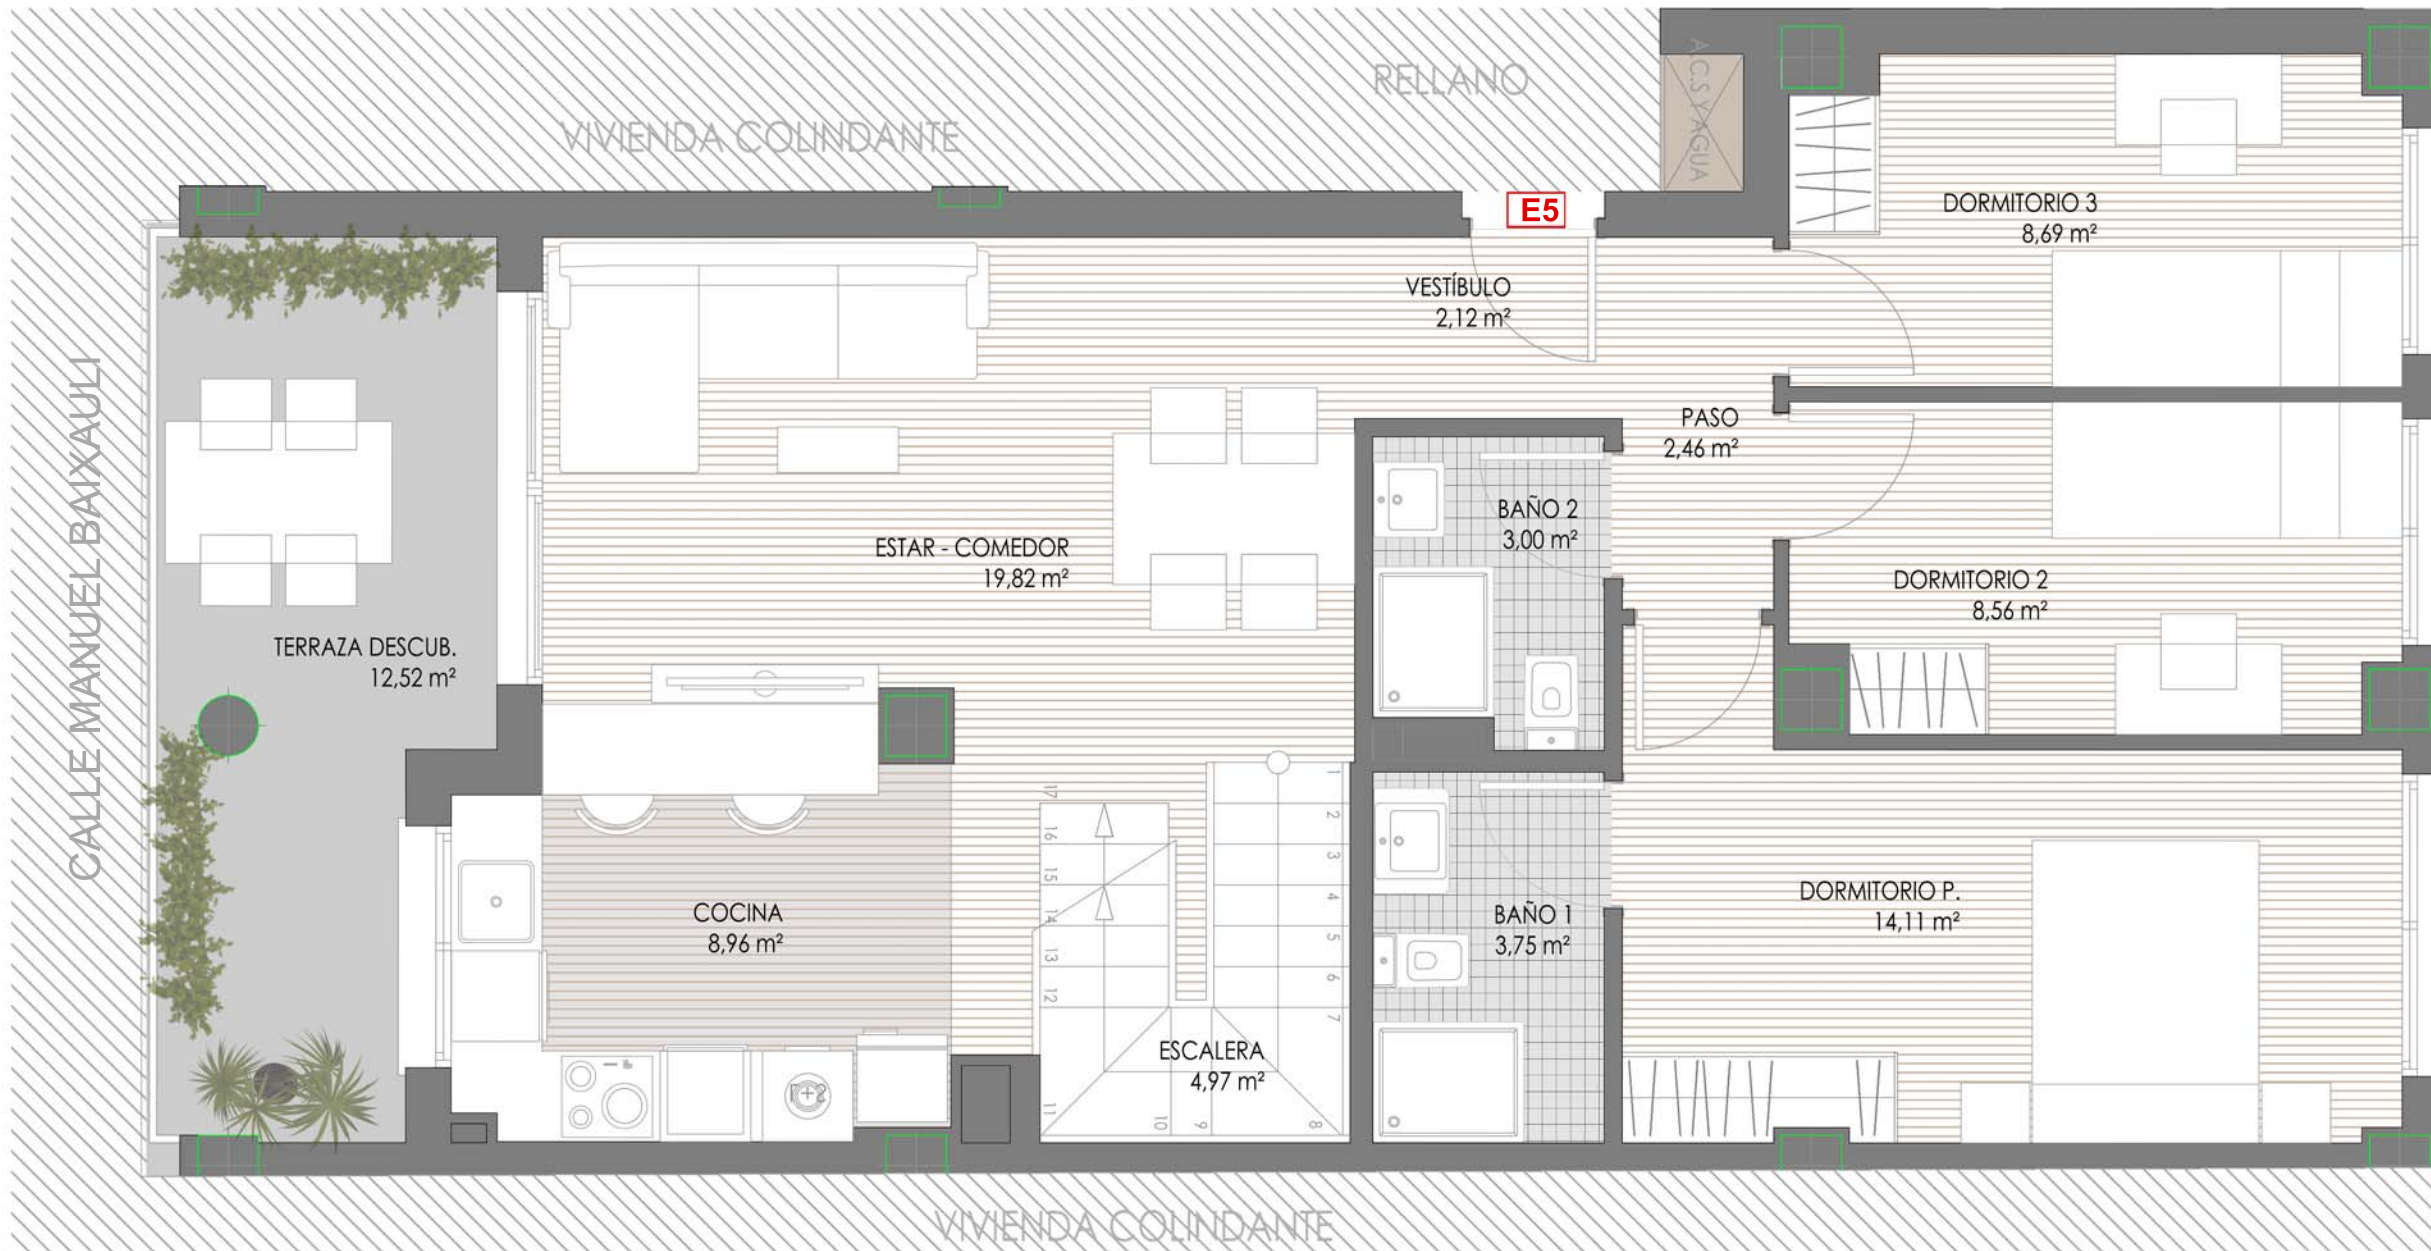 RELLANO
A.C.S Y AGUA
VIVIENDA COLINDANTE
E5
DORMITORIO 3
8,69 m²
VESTÍBULO
2,12 m²
PASO
2,46 m²
CALLE MANUEL BAIXAULI
BAÑO 2
3,00 m²
ESTAR - COMEDOR
19,82 m²
DORMITORIO 2
8,56 m²
TERRAZA DESCUB.
12,52 m²
COCINA
8,96 m²
BAÑO 1
3,75 m²
DORMITORIO P.
14,11 m²
ESCALERA
4,97 m²
1
2
3
4
5
6
7
8
9
10
11
12
13
14
15
16
17
VIVIENDA COLINDANTE